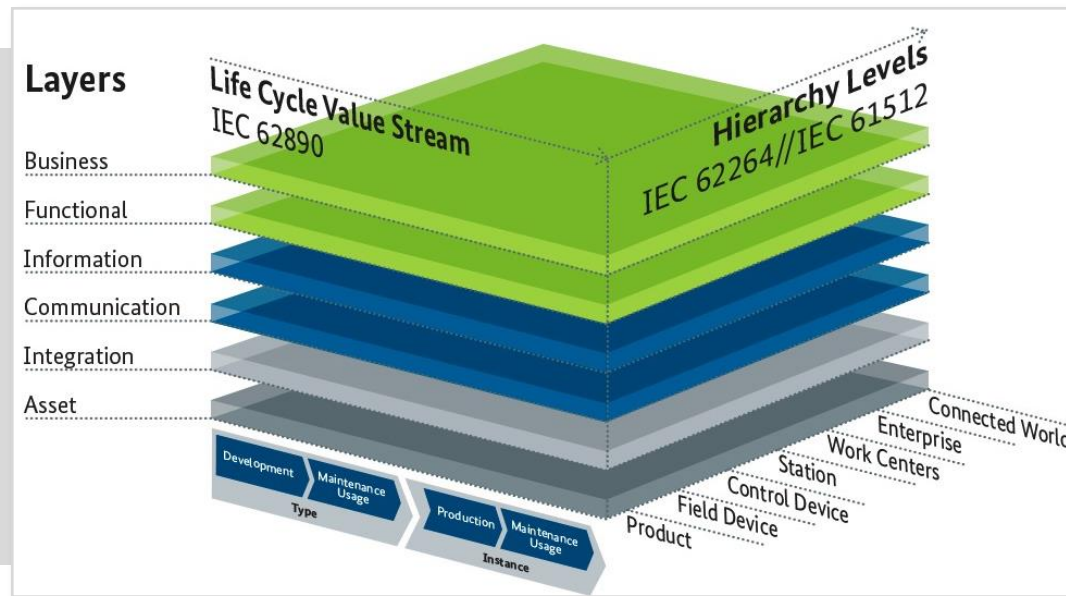 Layers
Life Cycle Value Stream
IEC 62890
Hierarchy Levels
IEC 62264//IEC 61512
Business
Functional
Information
Communication
Integration
Asset
Development
Maintenance
Usage
Type
Production
Maintenance
Usage
Instance
Product
Field Device
Control Device
Station
Work Centers
Enterprise
Connected World